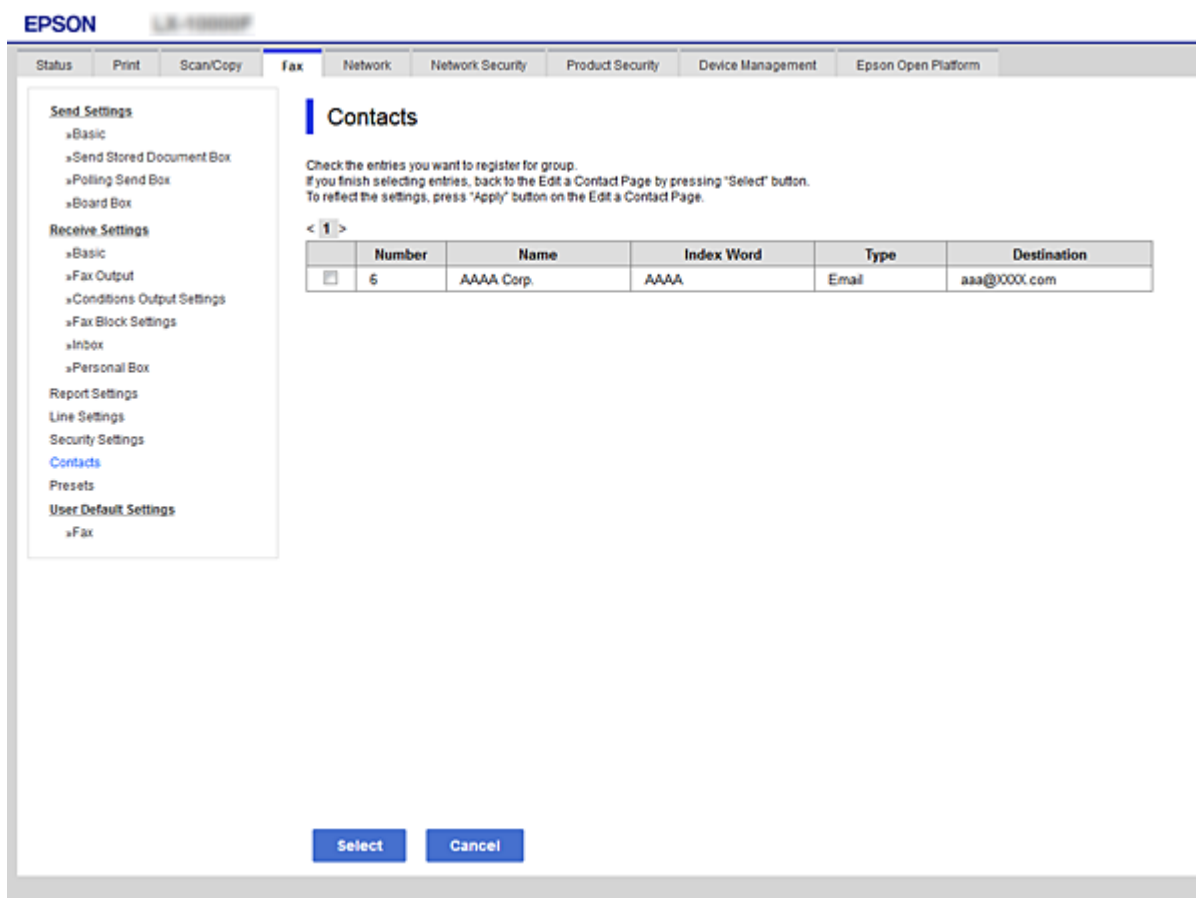 EPSON
Status Print Scan/Copy Fax Network Network Security Product Security Device Management Epson Open Platform
Send Settings
»Basic
»Send Stored Document Box
»Polling Send Box
»Board Box
Receive Settings
»Basic
»Fax Output
»Conditions Output Settings
»Fax Block Settings
»Inbox
»Personal Box
Report Settings
Line Settings
Security Settings
Contacts
Presets
User Default Settings
»Fax
Contacts
Check the entries you want to register for group.
If you finish selecting entries, back to the Edit a Contact Page by pressing "Select" button.
To reflect the settings, press "Apply" button on the Edit a Contact Page.
< 1 >
Number Name Index Word Type Destination
6 AAAA Corp. AAAA Email aaa@XXXX.com
Select Cancel